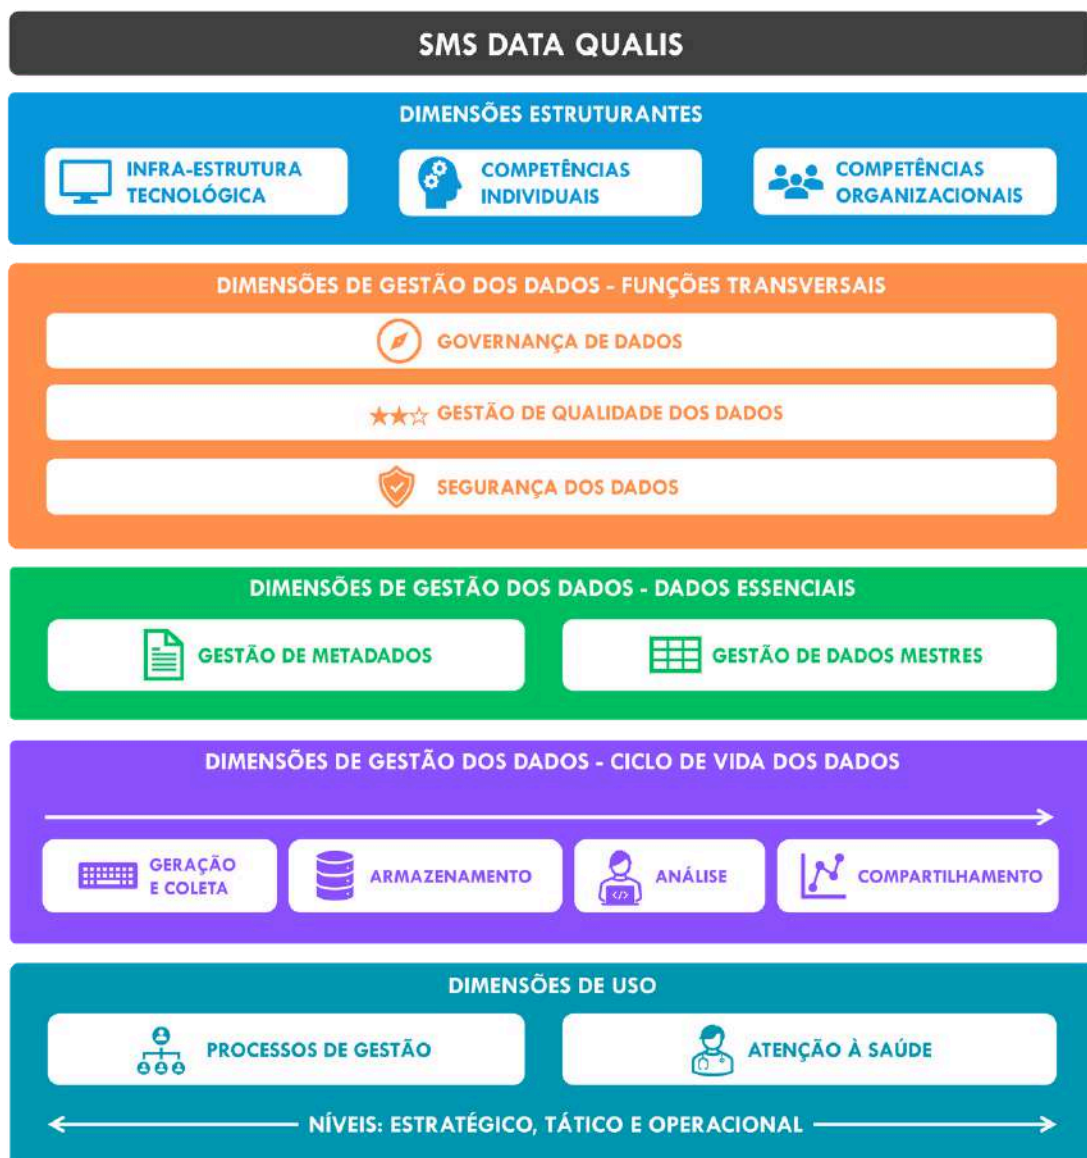 SMS DATA QUALIS
DIMENSÕES ESTRUTURANTES
INFRA-ESTRUTURA
TECNOLÓGICA
COMPETÊNCIAS
INDIVIDUAIS
COMPETÊNCIAS
ORGANIZACIONAIS
DIMENSÕES DE GESTÃO DOS DADOS - FUNÇÕES TRANSVERSAIS
GOVERNANÇA DE DADOS
GESTÃO DE QUALIDADE DOS DADOS
SEGURANÇA DOS DADOS
DIMENSÕES DE GESTÃO DOS DADOS - DADOS ESSENCIAIS
GESTÃO DE METADADOS
GESTÃO DE DADOS MESTRES
DIMENSÕES DE GESTÃO DOS DADOS - CICLO DE VIDA DOS DADOS
GERAÇÃO
E COLETA
ARMAZENAMENTO
ANÁLISE
COMPARTILHAMENTO
DIMENSÕES DE USO
PROCESSOS DE GESTÃO
ATENÇÃO À SAÚDE
NÍVEIS: ESTRATÉGICO, TÁTICO E OPERACIONAL